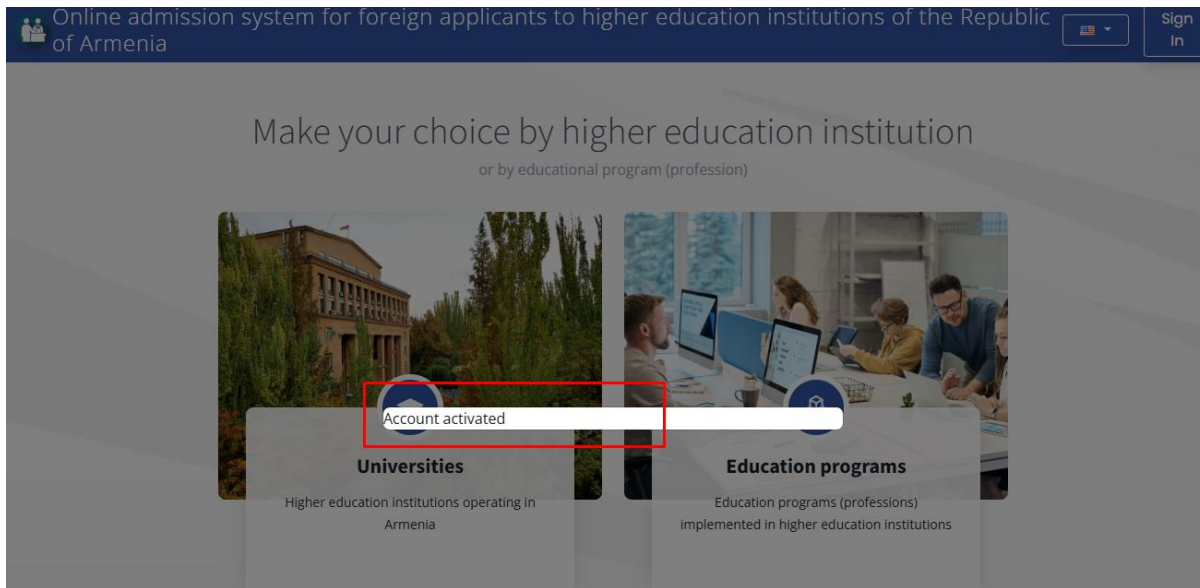 Online admission system for foreign applicants to higher education institutions of the Republic
of Armenia
Sign
In
Make your choice by higher education institution
or by educational program (profession)
Account activated
Universities
Higher education institutions operating in
Armenia
Education programs
Education programs (professions)
implemented in higher education institutions